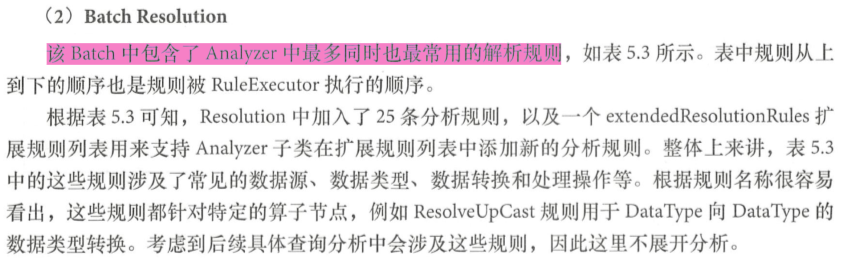 （2）Batch Resolution
该 Batch 中包含了 Analyzer 中最多同时也最常用的解析规则，如表 5.3 所示。表中规则从上
到下的顺序也是规则被 RuleExecutor 执行的顺序。
根据表 5.3 可知，Resolution 中加入了 25 条分析规则，以及一个 extendedResolutionRules 扩
展规则列表用来支持 Analyzer 子类在扩展规则列表中添加新的分析规则。整体上来讲，表 5.3
中的这些规则涉及了常见的数据源、数据类型、数据转换和处理操作等。根据规则名称很容易
看出，这些规则都针对特定的算子节点，例如 ResolveUpCast 规则用于 DataType 向 DataType 的
数据类型转换。考虑到后续具体查询分析中会涉及这些规则，因此这里不展开分析。